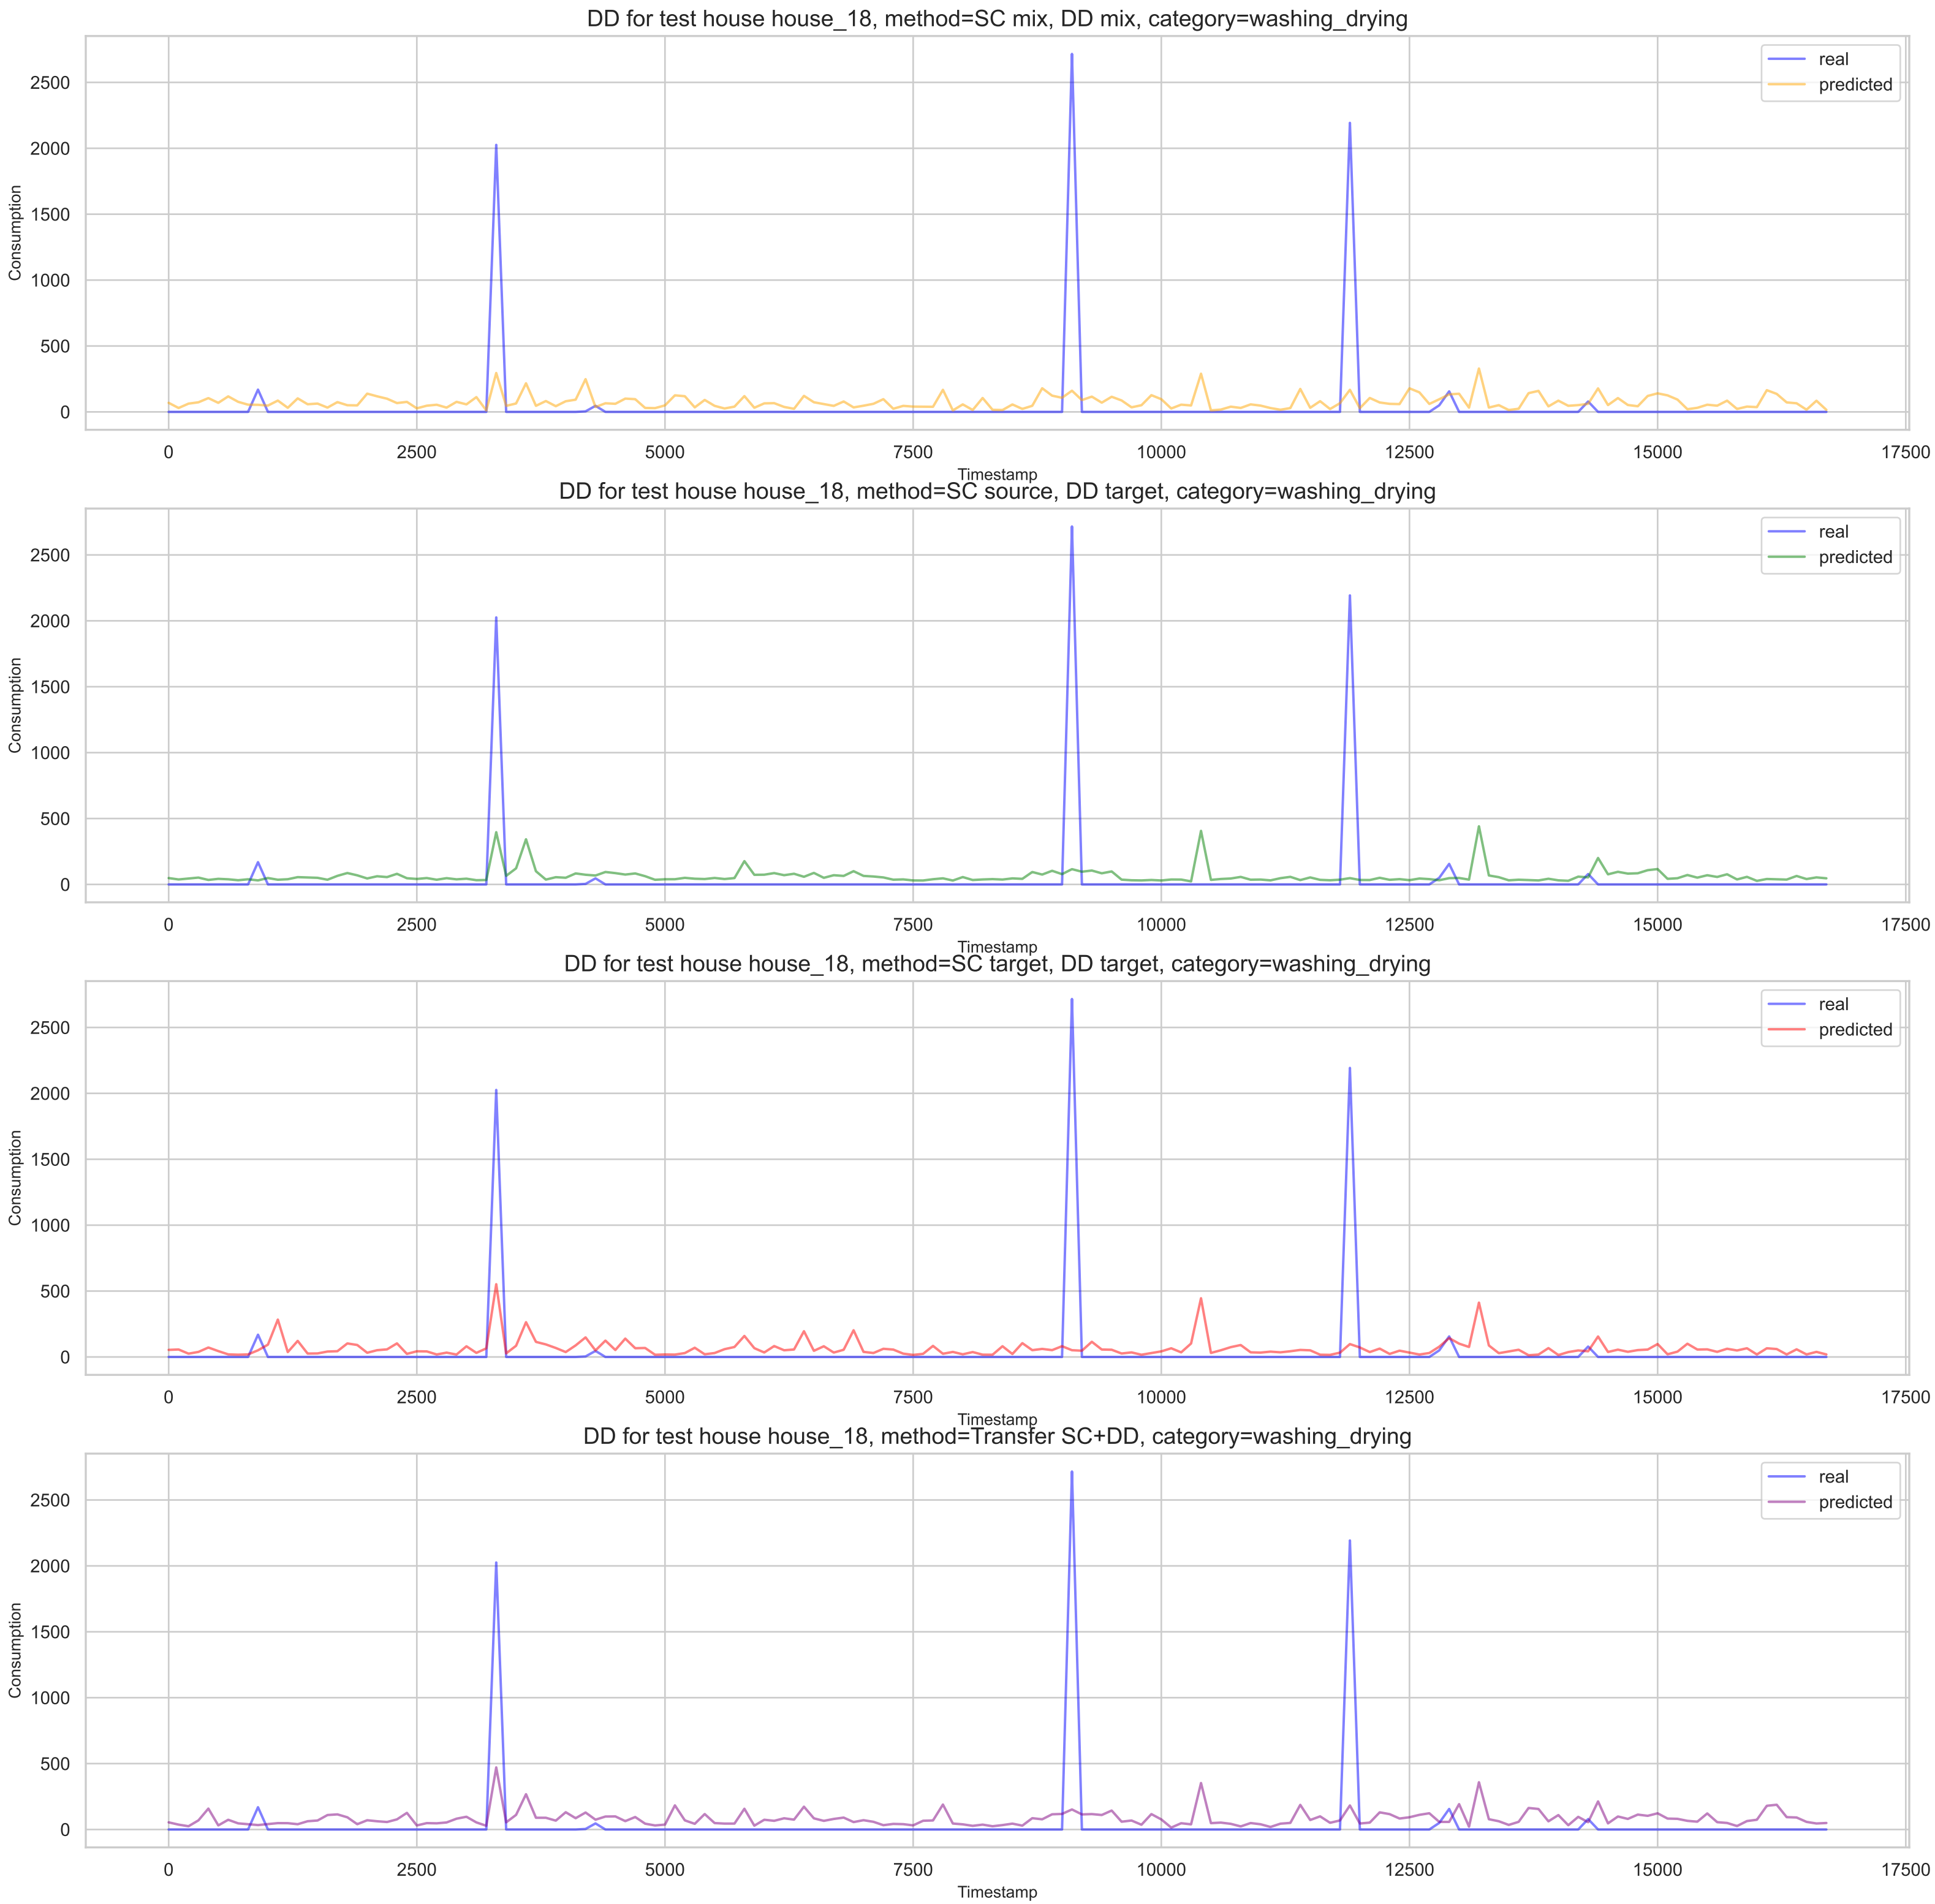 DD for test house house_18, method=SC mix, DD mix, category=washing_drying
real
predicted
2500
2000
1500
1000
500
0
Consumption
0 2500 5000 7500 10000 12500 15000 17500
Timestamp
DD for test house house_18, method=SC source, DD target, category=washing_drying
real
predicted
2500
2000
1500
1000
500
0
Consumption
0 2500 5000 7500 10000 12500 15000 17500
Timestamp
DD for test house house_18, method=SC target, DD target, category=washing_drying
real
predicted
2500
2000
1500
1000
500
0
Consumption
0 2500 5000 7500 10000 12500 15000 17500
Timestamp
DD for test house house_18, method=Transfer SC+DD, category=washing_drying
real
predicted
2500
2000
1500
1000
500
0
Consumption
0 2500 5000 7500 10000 12500 15000 17500
Timestamp